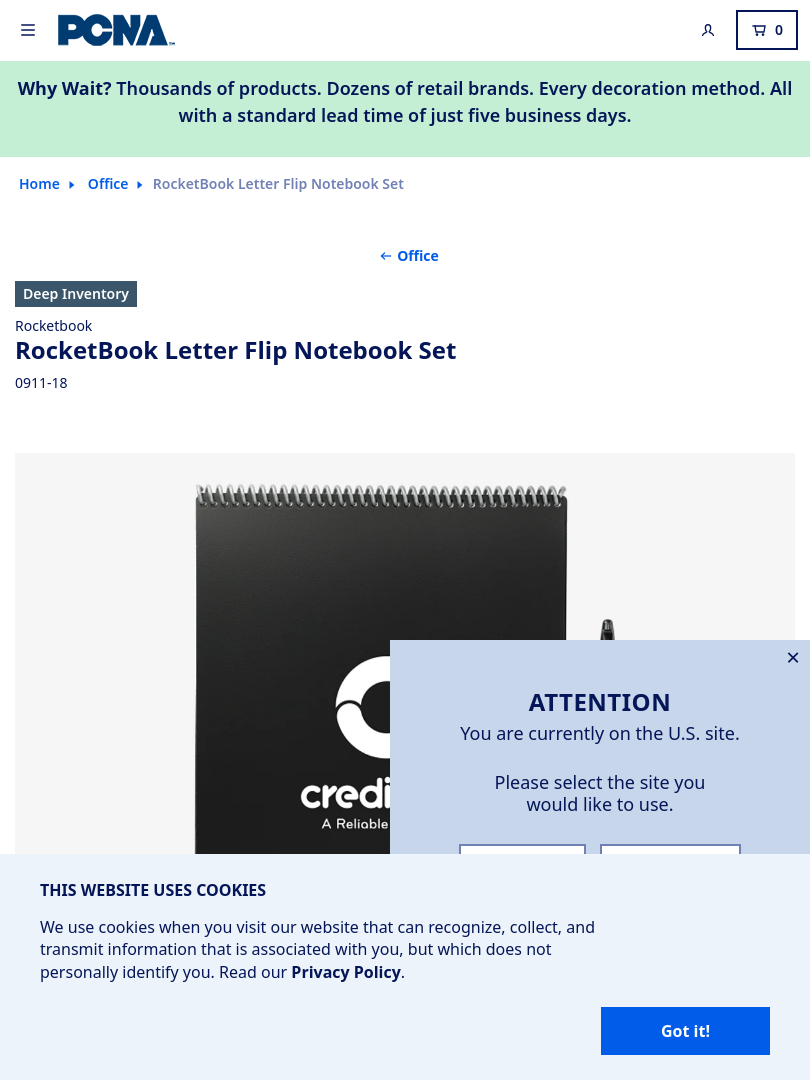 PCNA™
0
Why Wait? Thousands of products. Dozens of retail brands. Every decoration method. All
with a standard lead time of just five business days.
Home Office RocketBook Letter Flip Notebook Set
← Office
Deep Inventory
Rocketbook
RocketBook Letter Flip Notebook Set
0911-18
credi
A Reliable
×
ATTENTION
You are currently on the U.S. site.
Please select the site you
would like to use.
THIS WEBSITE USES COOKIES
We use cookies when you visit our website that can recognize, collect, and
transmit information that is associated with you, but which does not
personally identify you. Read our Privacy Policy.
Got it!